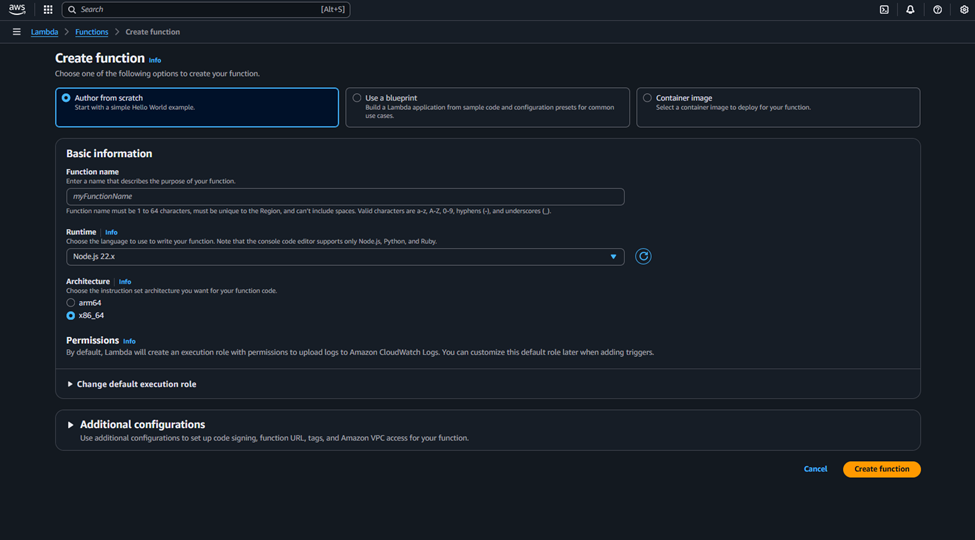 aws
Search [Alt+S]
Lambda > Functions > Create function
Create function Info
Choose one of the following options to create your function.
Author from scratch
Start with a simple Hello World example.
Use a blueprint
Build a Lambda application from sample code and configuration presets for common
use cases.
Container image
Select a container image to deploy for your function.
Basic information
Function name
Enter a name that describes the purpose of your function.
myFunctionName
Function name must be 1 to 64 characters, must be unique to the Region, and can't include spaces. Valid characters are a-z, A-Z, 0-9, hyphens (-), and underscores (_).
Runtime | Info
Choose the language to use to write your function. Note that the console code editor supports only Node.js, Python, and Ruby.
Node.js 22.x
Architecture | Info
Choose the instruction set architecture you want for your function code.
arm64
x86_64
Permissions Info
By default, Lambda will create an execution role with permissions to upload logs to Amazon CloudWatch Logs. You can customize this default role later when adding triggers.
Change default execution role
Additional configurations
Use additional configurations to set up code signing, function URL, tags, and Amazon VPC access for your function.
Cancel Create function